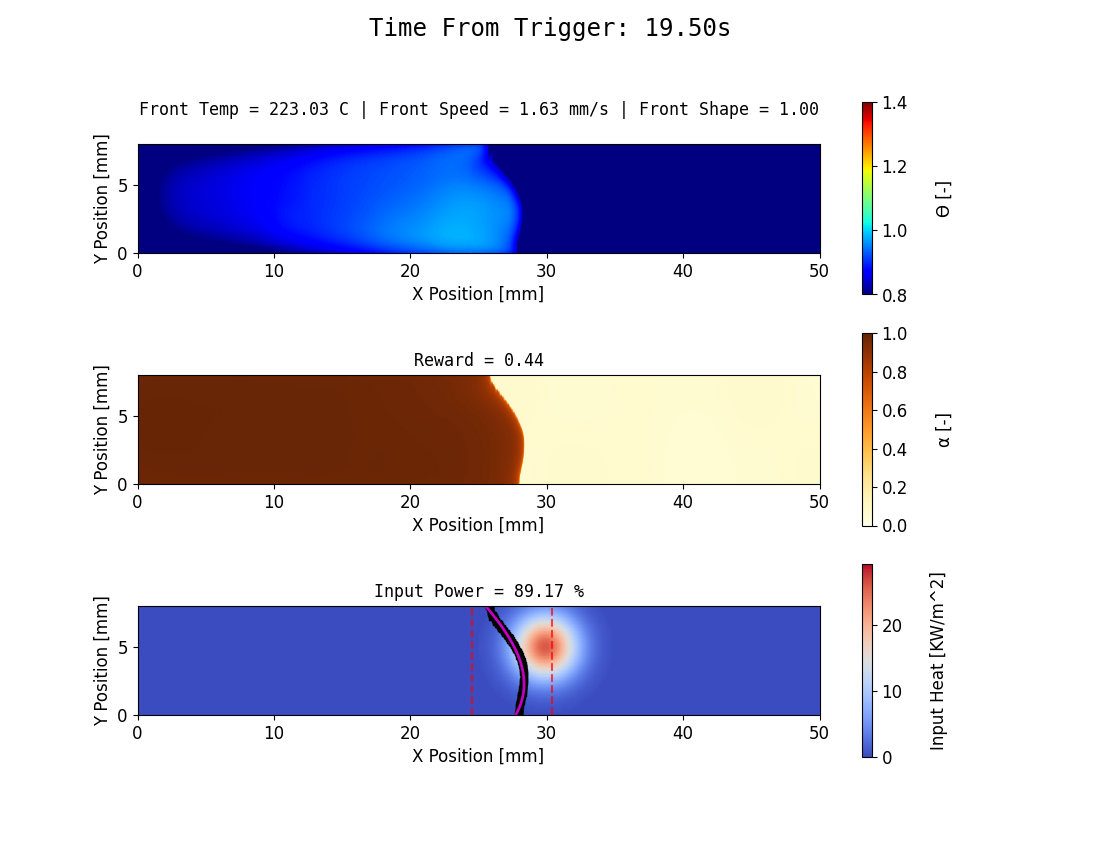 Time From Trigger: 19.50s
Front Temp = 223.03 C | Front Speed = 1.63 mm/s | Front Shape = 1.00
Y Position [mm]
5
0
0 10 20 30 40 50
X Position [mm]
1.4
1.2
1.0
0.8
Θ [-]
Reward = 0.44
Y Position [mm]
5
0
0 10 20 30 40 50
X Position [mm]
1.0
0.8
0.6
0.4
0.2
0.0
α [-]
Input Power = 89.17 %
Y Position [mm]
5
0
0 10 20 30 40 50
X Position [mm]
20
10
0
Input Heat [KW/m^2]